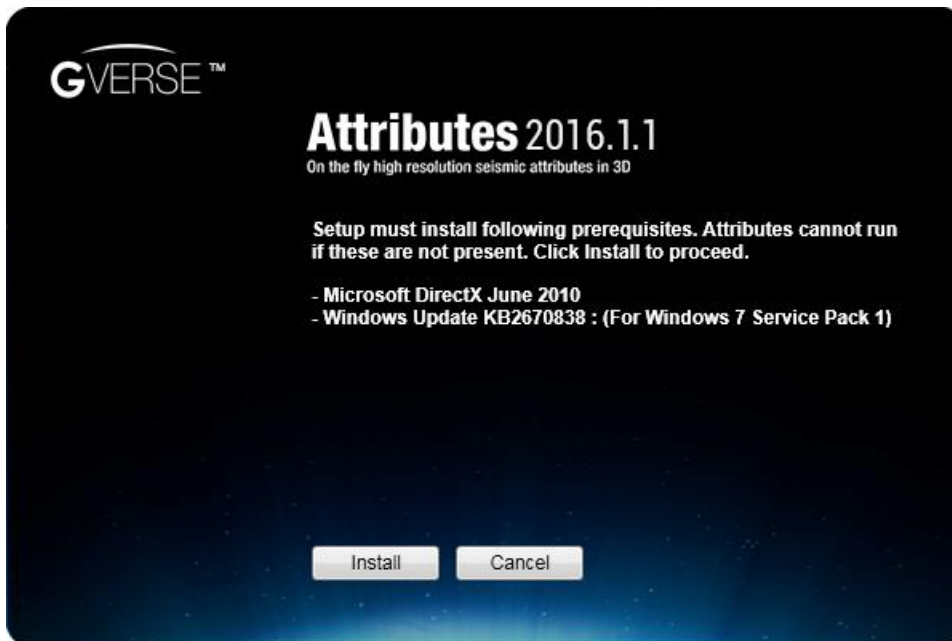 GVERSE™
Attributes 2016.1.1
On the fly high resolution seismic attributes in 3D
Setup must install following prerequisites. Attributes cannot run
if these are not present. Click Install to proceed.
- Microsoft DirectX June 2010
- Windows Update KB2670838 : (For Windows 7 Service Pack 1)
Install Cancel